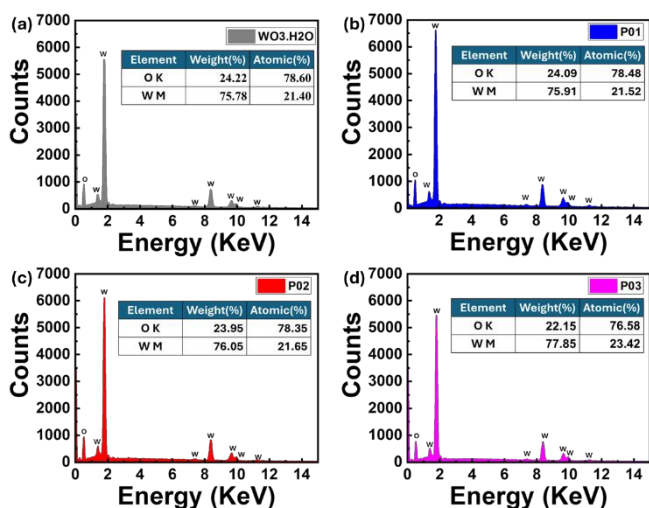 (a)
WO3.H2O
Element Weight(%) Atomic(%)
O K 24.22 78.60
W M 75.78 21.40
Counts
7000
6000
5000
4000
3000
2000
1000
0
W
O
W
W
W
W
W
W
0 2 4 6 8 10 12 14
Energy (KeV)
(b)
P01
Element Weight(%) Atomic(%)
O K 24.09 78.48
W M 75.91 21.52
Counts
7000
6000
5000
4000
3000
2000
1000
0
W
O
W
W
W
W
W
W
0 2 4 6 8 10 12 14
Energy (KeV)
(c)
P02
Element Weight(%) Atomic(%)
O K 23.95 78.35
W M 76.05 21.65
Counts
7000
6000
5000
4000
3000
2000
1000
0
W
O
W
W
W
W
W
W
0 2 4 6 8 10 12 14
Energy (KeV)
(d)
P03
Element Weight(%) Atomic(%)
O K 22.15 76.58
W M 77.85 23.42
Counts
7000
6000
5000
4000
3000
2000
1000
0
W
O
W
W
W
W
W
W
0 2 4 6 8 10 12 14
Energy (KeV)